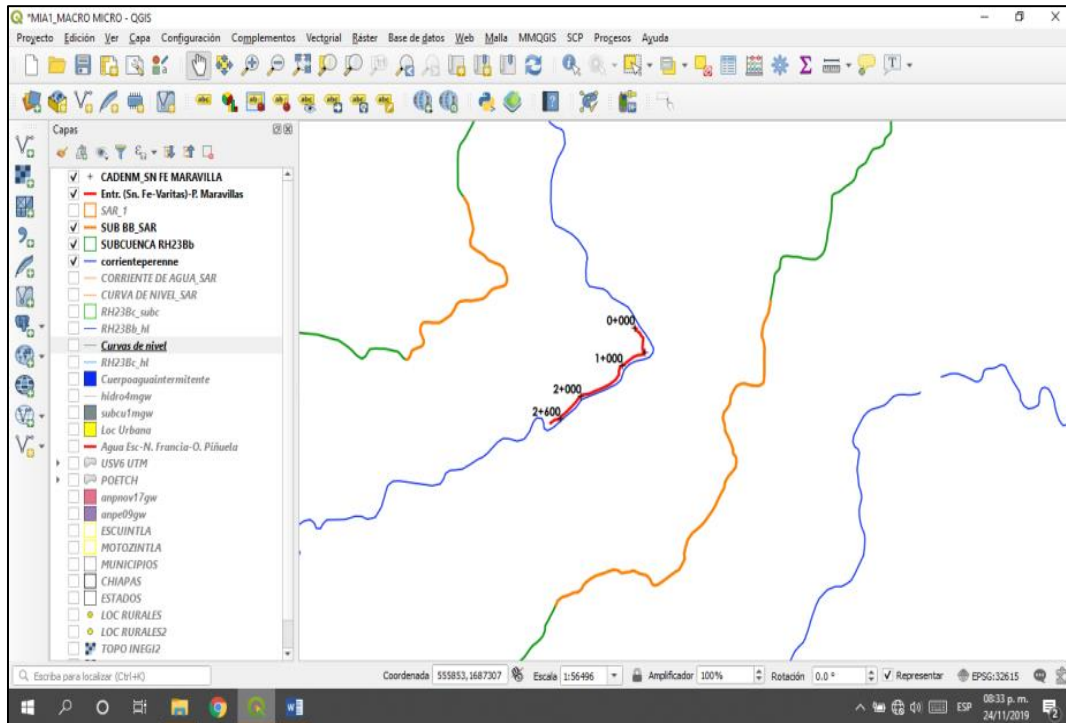 *MIA1_MACRO MICRO - QGIS
Proyecto Edición Ver Capa Configuración Complementos Vectorial Ráster Base de datos Web Malla MMQGIS SCP Procesos Ayuda
Capas
CADENM_SN FE MARAVILLA
Entr. (Sn. Fe-Varitas)-P. Maravillas
SAR_1
SUB BB_SAR
SUBCUENCA RH23Bb
corrienteperenne
CORRIENTE DE AGUA_SAR
CURVA DE NIVEL_SAR
RH23Bc_subc
RH23Bb_hl
Curvas de nivel
RH23Bc_hl
Cuerpoaguaintermitente
hidro4mgw
subcu1mgw
Loc Urbana
Agua Esc-N. Francia-O. Piñuela
USV6 UTM
POETCH
anpnov17gw
anpe09gw
ESCUINTLA
MOTOZINTLA
MUNICIPIOS
CHIAPAS
ESTADOS
LOC RURALES
LOC RURALES2
TOPO INEGI2
0+000
1+000
2+000
2+600
Escriba para localizar (Ctrl+K)
Coordenada 555853,1687307 Escala 1:56496 Amplificador 100% Rotación 0.0 ° Representar EPSG:32615
ESP
08:33 p. m.
24/11/2019
2